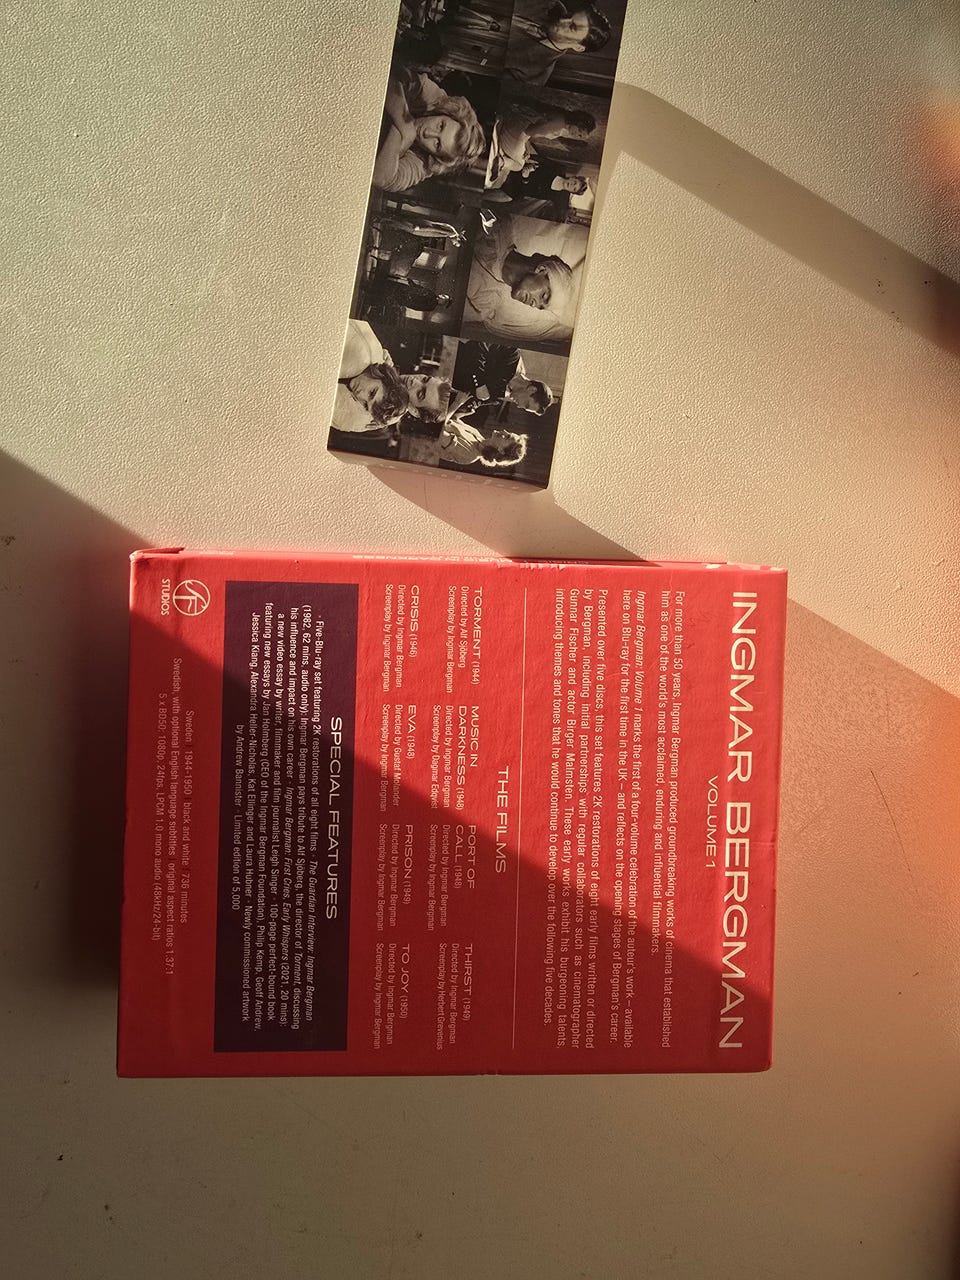 INGMAR BERGMAN
VOLUME 1
For more than 50 years, Ingmar Bergman produced groundbreaking works of cinema that established
him as one of the world's most acclaimed, enduring and influential filmmakers.
Ingmar Bergman: Volume 1 marks the first of a four-volume celebration of the auteur's work – available
here on Blu-ray for the first time in the UK – and reflects on the opening stages of Bergman's career.
Presented over five discs, this set features 2K restorations of eight early films written or directed
by Bergman, including initial partnerships with regular collaborators such as cinematographer
Gunnar Fischer and actor Birger Malmsten. These early works exhibit his burgeoning talents,
introducing themes and tones that he would continue to develop over the following five decades.
THE FILMS
TORMENT (1944)
Directed by Alf Sjöberg
Screenplay by Ingmar Bergman
MUSIC IN
DARKNESS (1948)
Directed by Ingmar Bergman
Screenplay by Dagmar Edqvist
PORT OF
CALL (1948)
Directed by Ingmar Bergman
Screenplay by Ingmar Bergman
THIRST (1949)
Directed by Ingmar Bergman
Screenplay by Herbert Grevenius
CRISIS (1946)
Directed by Ingmar Bergman
Screenplay by Ingmar Bergman
EVA (1948)
Directed by Gustaf Molander
Screenplay by Ingmar Bergman
PRISON (1949)
Directed by Ingmar Bergman
Screenplay by Ingmar Bergman
TO JOY (1950)
Directed by Ingmar Bergman
Screenplay by Ingmar Bergman
SPECIAL FEATURES
· Five-Blu-ray set featuring 2K restorations of all eight films · The Guardian Interview: Ingmar Bergman
(1982, 62 mins, audio only): Ingmar Bergman pays tribute to Alf Sjöberg, the director of Torment, discussing
his influence and impact on his own career · Ingmar Bergman: First Cries, Early Whispers (2021, 20 mins):
a new video essay by writer, filmmaker and film journalist Leigh Singer · 100-page perfect-bound book
featuring new essays by Jan Holmberg (CEO of the Ingmar Bergman Foundation), Philip Kemp, Geoff Andrew,
Jessica Kiang, Alexandra Heller-Nicholas, Kat Ellinger and Laura Hubner · Newly commissioned artwork
by Andrew Bannister · Limited edition of 5,000
Sweden 1944-1950 · black and white · 736 minutes
Swedish, with optional English language subtitles · original aspect ratios 1.37:1
5 x BD50: 1080p, 24fps, LPCM 1.0 mono audio (48kHz/24-bit)
SF
STUDIOS